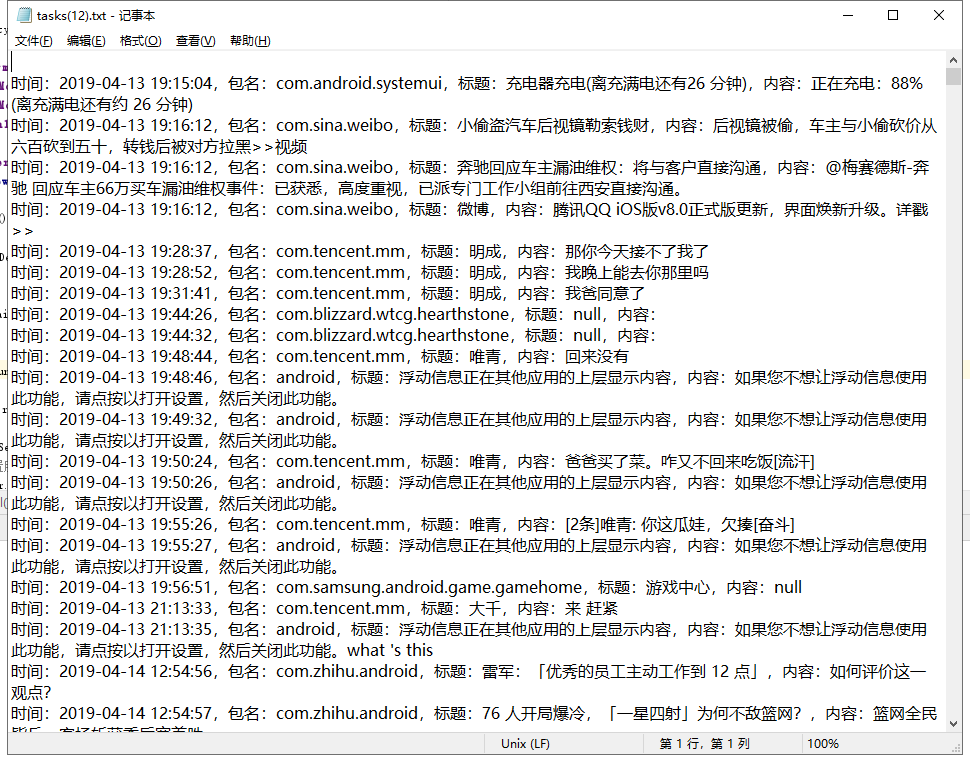 tasks(12).txt - 记事本
文件(F) 编辑(E) 格式(O) 查看(V) 帮助(H)
时间：2019-04-13 19:15:04，包名：com.android.systemui，标题：充电器充电(离充满电还有26 分钟)，内容：正在充电：88%
(离充满电还有约 26 分钟)
时间：2019-04-13 19:16:12，包名：com.sina.weibo，标题：小偷盗汽车后视镜勒索钱财，内容：后视镜被偷，车主与小偷砍价从
六百砍到五十，转钱后被对方拉黑>>视频
时间：2019-04-13 19:16:12，包名：com.sina.weibo，标题：奔驰回应车主漏油维权：将与客户直接沟通，内容：@梅赛德斯-奔
驰 回应车主66万买车漏油维权事件：已获悉，高度重视，已派专门工作小组前往西安直接沟通。
时间：2019-04-13 19:16:12，包名：com.sina.weibo，标题：微博，内容：腾讯QQ iOS版v8.0正式版更新，界面焕新升级。详戳
>>
时间：2019-04-13 19:28:37，包名：com.tencent.mm，标题：明成，内容：那你今天接不了我了
时间：2019-04-13 19:28:52，包名：com.tencent.mm，标题：明成，内容：我晚上能去你那里吗
时间：2019-04-13 19:31:41，包名：com.tencent.mm，标题：明成，内容：我爸同意了
时间：2019-04-13 19:44:26，包名：com.blizzard.wtcg.hearthstone，标题：null，内容：
时间：2019-04-13 19:44:32，包名：com.blizzard.wtcg.hearthstone，标题：null，内容：
时间：2019-04-13 19:48:44，包名：com.tencent.mm，标题：唯青，内容：回来没有
时间：2019-04-13 19:48:46，包名：android，标题：浮动信息正在其他应用的上层显示内容，内容：如果您不想让浮动信息使用
此功能，请点按以打开设置，然后关闭此功能。
时间：2019-04-13 19:49:32，包名：android，标题：浮动信息正在其他应用的上层显示内容，内容：如果您不想让浮动信息使用
此功能，请点按以打开设置，然后关闭此功能。
时间：2019-04-13 19:50:24，包名：com.tencent.mm，标题：唯青，内容：爸爸买了菜。咋又不回来吃饭[流汗]
时间：2019-04-13 19:50:26，包名：android，标题：浮动信息正在其他应用的上层显示内容，内容：如果您不想让浮动信息使用
此功能，请点按以打开设置，然后关闭此功能。
时间：2019-04-13 19:55:26，包名：com.tencent.mm，标题：唯青，内容：[2条]唯青: 你这瓜娃，欠揍[奋斗]
时间：2019-04-13 19:55:27，包名：android，标题：浮动信息正在其他应用的上层显示内容，内容：如果您不想让浮动信息使用
此功能，请点按以打开设置，然后关闭此功能。
时间：2019-04-13 19:56:51，包名：com.samsung.android.game.gamehome，标题：游戏中心，内容：null
时间：2019-04-13 21:13:33，包名：com.tencent.mm，标题：大千，内容：来 赶紧
时间：2019-04-13 21:13:35，包名：android，标题：浮动信息正在其他应用的上层显示内容，内容：如果您不想让浮动信息使用
此功能，请点按以打开设置，然后关闭此功能。what 's this
时间：2019-04-14 12:54:56，包名：com.zhihu.android，标题：雷军：「优秀的员工主动工作到 12 点」，内容：如何评价这一
观点?
时间：2019-04-14 12:54:57，包名：com.zhihu.android，标题：76 人开局爆冷，「一星四射」为何不敌篮网？，内容：篮网全民
Unix (LF) 第 1 行，第 1 列 100%